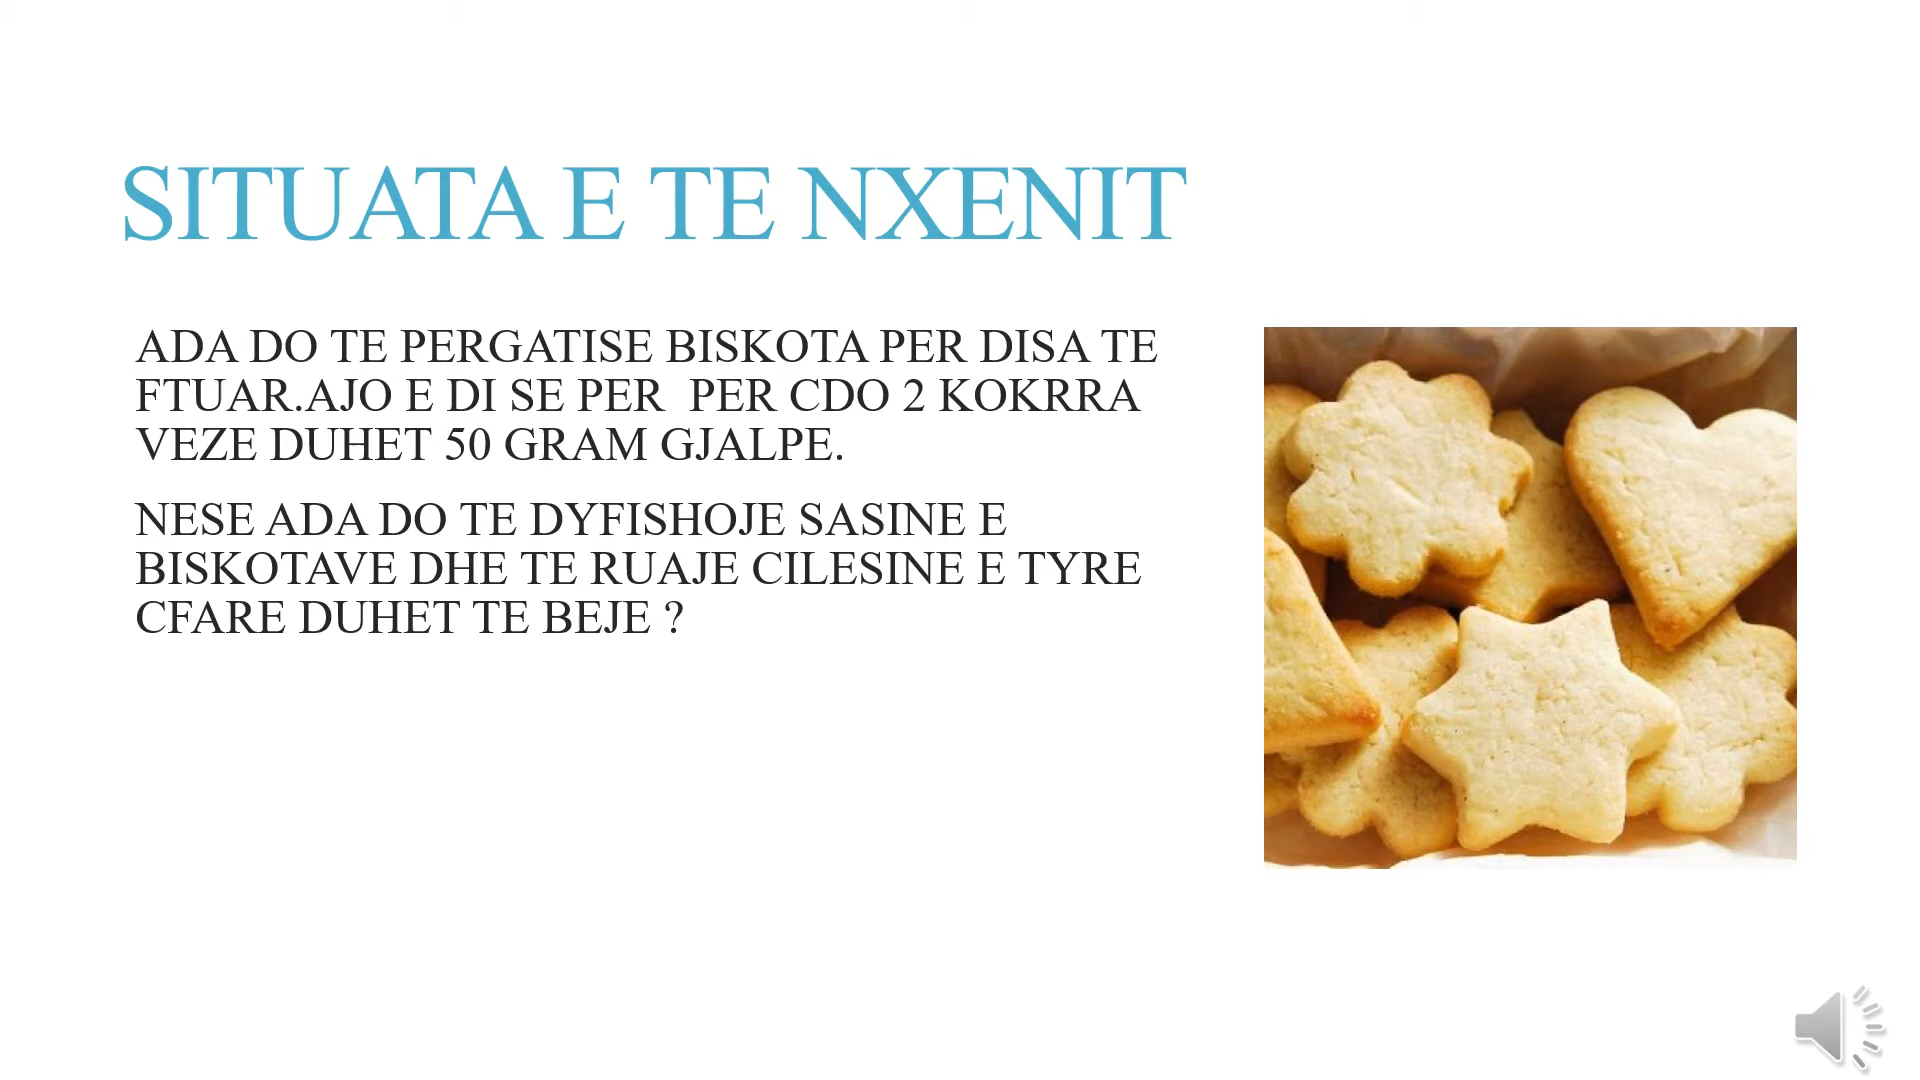 SITUATA E TE NXENIT
ADA DO TE PERGATISE BISKOTA PER DISA TE
FTUAR.AJO E DI SE PER  PER CDO 2 KOKRRA
VEZE DUHET 50 GRAM GJALPE.
NESE ADA DO TE DYFISHOJE SASINE E
BISKOTAVE DHE TE RUAJE CILESINE E TYRE
CFARE DUHET TE BEJE ?